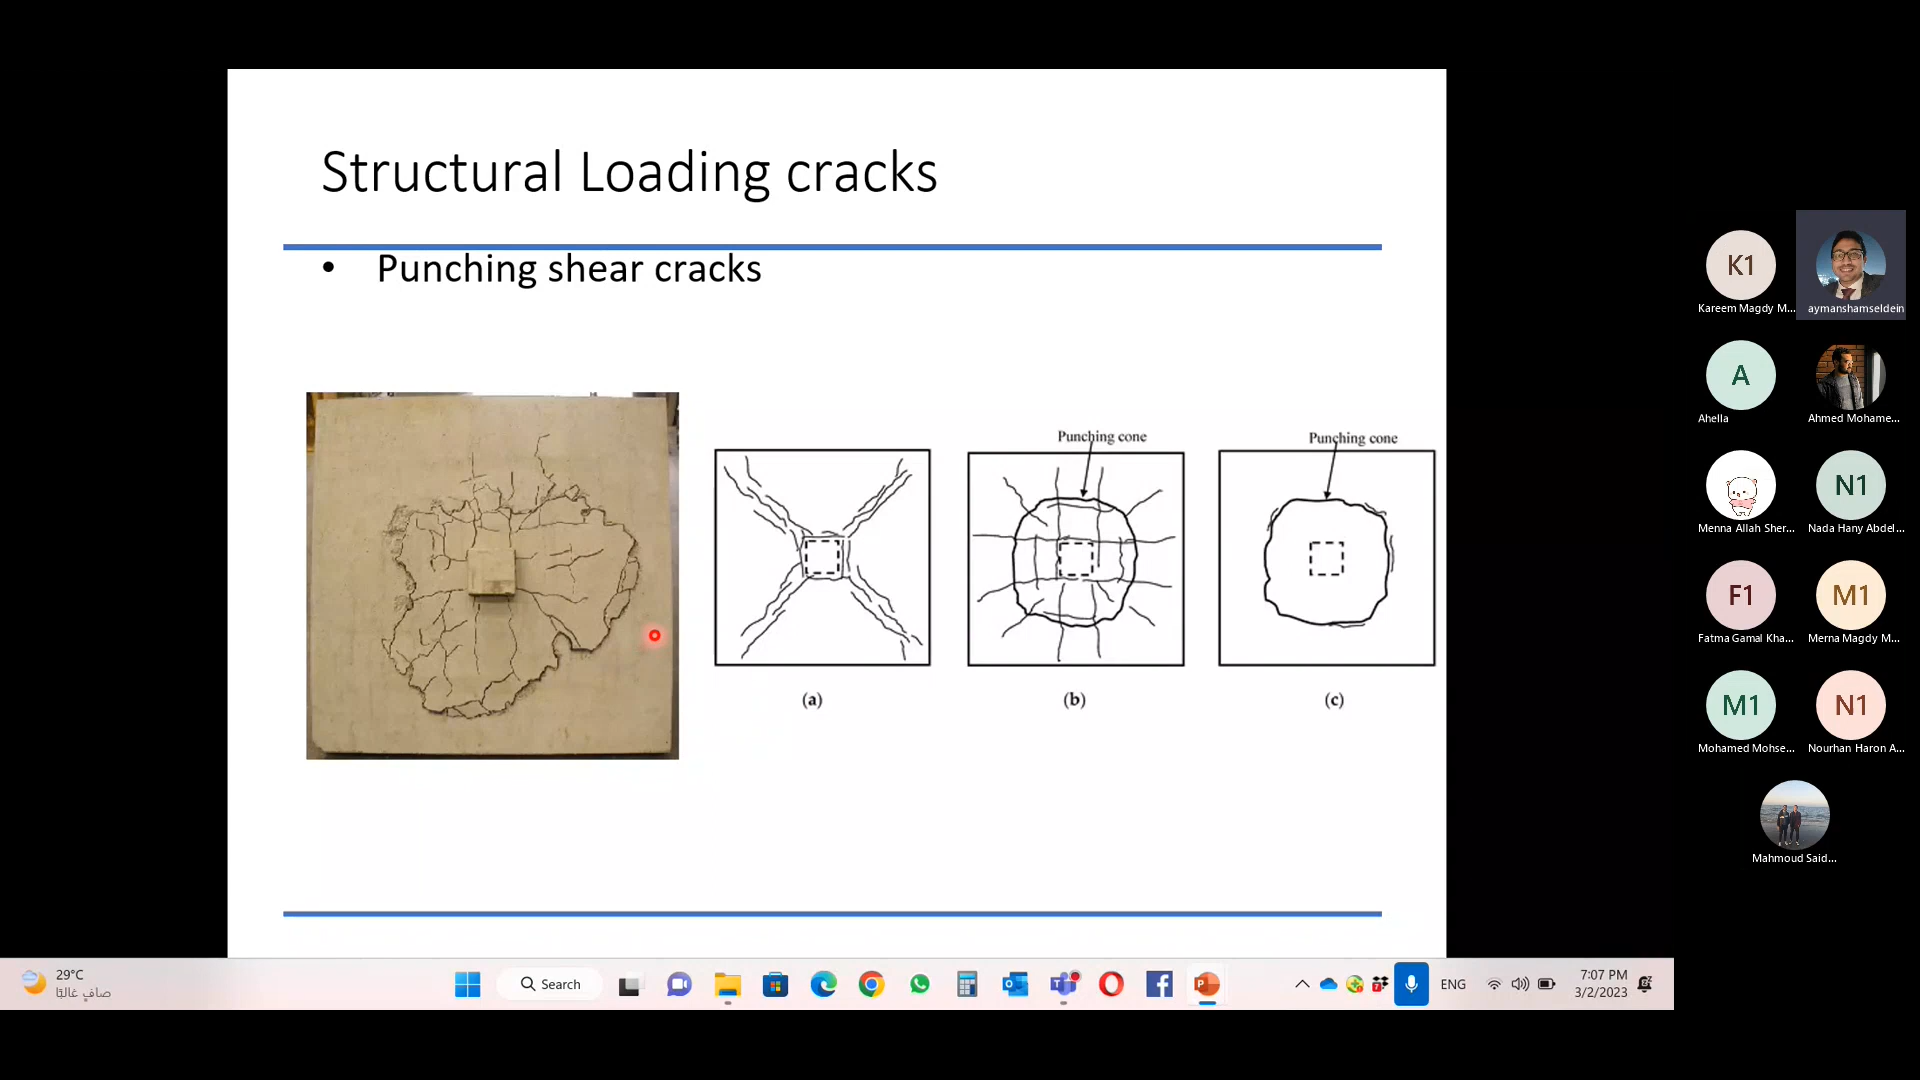 Structural Loading cracks
• Punching shear cracks
Punching cone
Punching cone
(a)
(b)
(c)
K1
Kareem Magdy M...
aymanshamseldein
A
Ahella
Ahmed Mohame...
Menna Allah Sher...
N1
Nada Hany Abdel...
F1
Fatma Gamal Kha...
M1
Merna Magdy M...
M1
Mohamed Mohse...
N1
Nourhan Haron A...
Mahmoud Said...
29°C
صافٍ غالبًا
Search
ENG
7:07 PM
3/2/2023